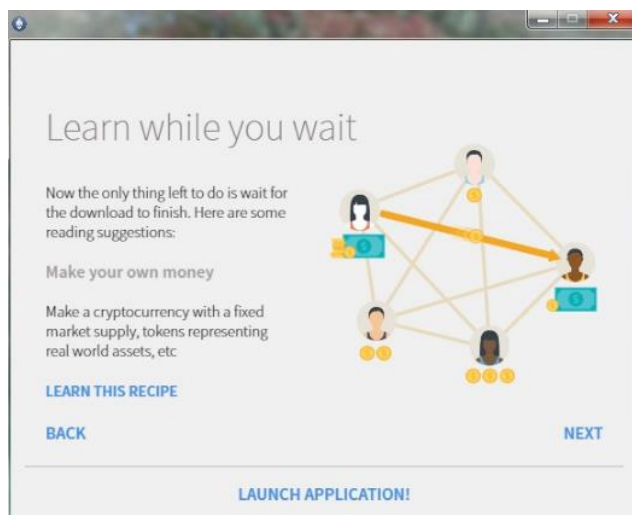 Learn while you wait
Now the only thing left to do is wait for
the download to finish. Here are some
reading suggestions:
Make your own money
Make a cryptocurrency with a fixed
market supply, tokens representing
real world assets, etc
LEARN THIS RECIPE
BACK
NEXT
LAUNCH APPLICATION!